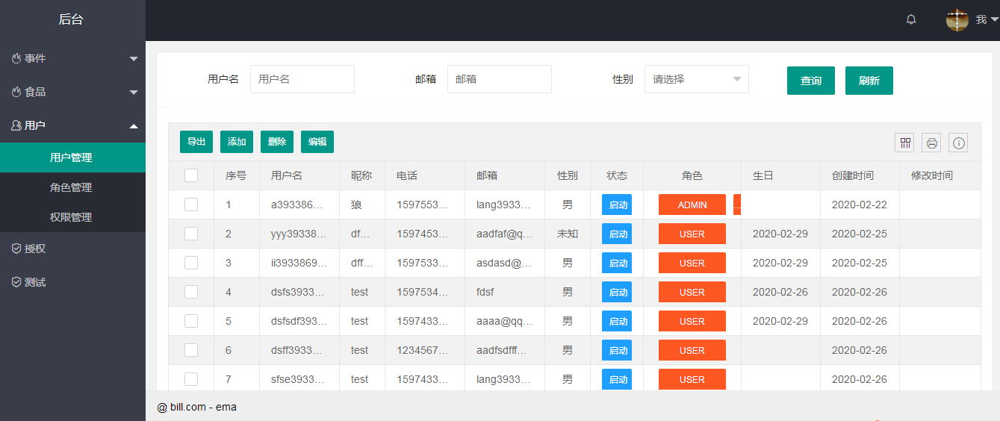 后台
我
事件
食品
用户
用户管理
角色管理
权限管理
授权
测试
用户名 用户名 邮箱 邮箱 性别 请选择 查询 刷新
导出 添加 删除 编辑
序号 用户名 昵称 电话 邮箱 性别 状态 角色 生日 创建时间 修改时间
1 a393386... 狼 1597553... lang3933... 男 启动 ADMIN ... 2020-02-22
2 yyy39338... df... 1597453... aadfaf@q... 未知 启动 USER 2020-02-29 2020-02-25
3 ii3933869... dff... 1597533... asdasd@... 男 启动 USER 2020-02-29 2020-02-25
4 dsfs3933... test 1597534... fdsf 男 启动 USER 2020-02-26 2020-02-26
5 dsfsdf393... test 1597433... aaaa@qq... 男 启动 USER 2020-02-29 2020-02-26
6 dsff3933... test 1234567... aadfsdfff... 男 启动 USER 2020-02-26
7 sfse3933... test 1597433... lang3933... 男 启动 USER 2020-02-26
@ bill.com - ema